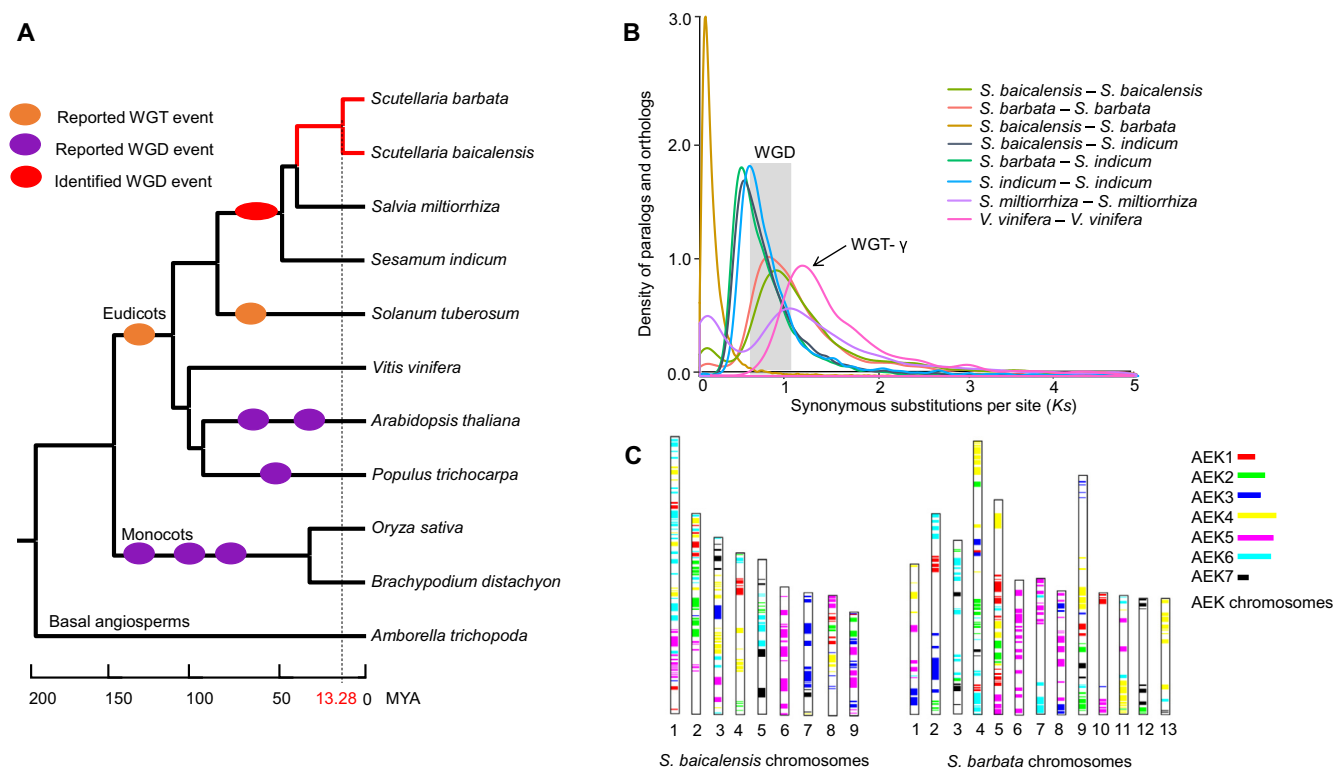 A
Reported WGT event
Reported WGD event
Identified WGD event
Scutellaria barbata
Scutellaria baicalensis
Salvia miltiorrhiza
Sesamum indicum
Solanum tuberosum
Eudicots
Vitis vinifera
Arabidopsis thaliana
Populus trichocarpa
Monocots
Oryza sativa
Brachypodium distachyon
Basal angiosperms
Amborella trichopoda
200 150 100 50 13.28 0 MYA
B
Density of paralogs and orthologs
3.0
2.0
1.0
0.0
WGD
WGT- γ
S. baicalensis – S. baicalensis
S. barbata – S. barbata
S. baicalensis – S. barbata
S. baicalensis – S. indicum
S. barbata – S. indicum
S. indicum – S. indicum
S. miltiorrhiza – S. miltiorrhiza
V. vinifera – V. vinifera
0 1 2 3 4 5
Synonymous substitutions per site (Ks)
C
1 2 3 4 5 6 7 8 9
S. baicalensis chromosomes
1 2 3 4 5 6 7 8 9 10 11 12 13
S. barbata chromosomes
AEK1
AEK2
AEK3
AEK4
AEK5
AEK6
AEK7
AEK chromosomes